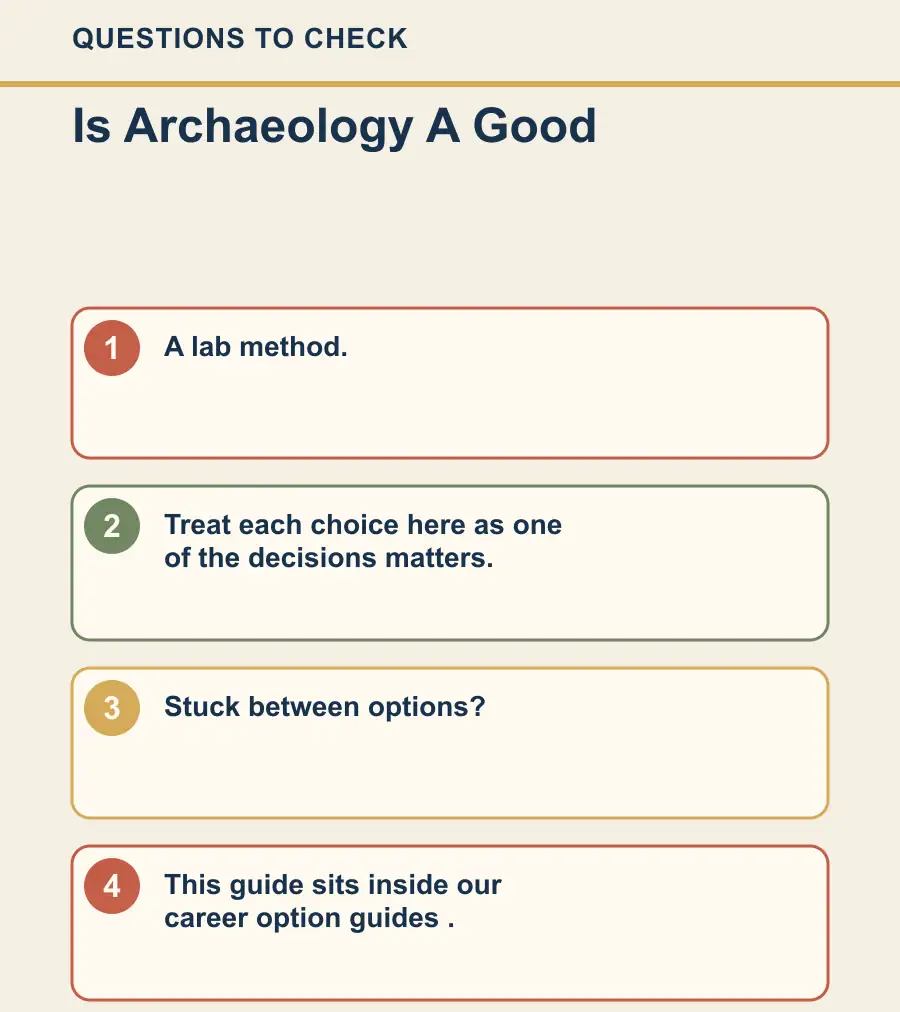 QUESTIONS TO CHECK
Is Archaeology A Good
1
A lab method.
2
Treat each choice here as one
of the decisions matters.
3
Stuck between options?
4
This guide sits inside our
career option guides .